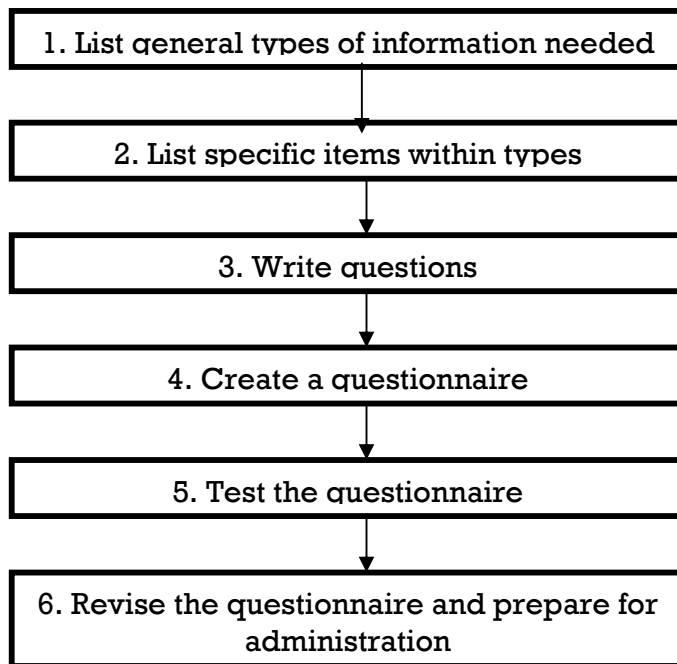 1. List general types of information needed
2. List specific items within types
3. Write questions
4. Create a questionnaire
5. Test the questionnaire
6. Revise the questionnaire and prepare for
administration